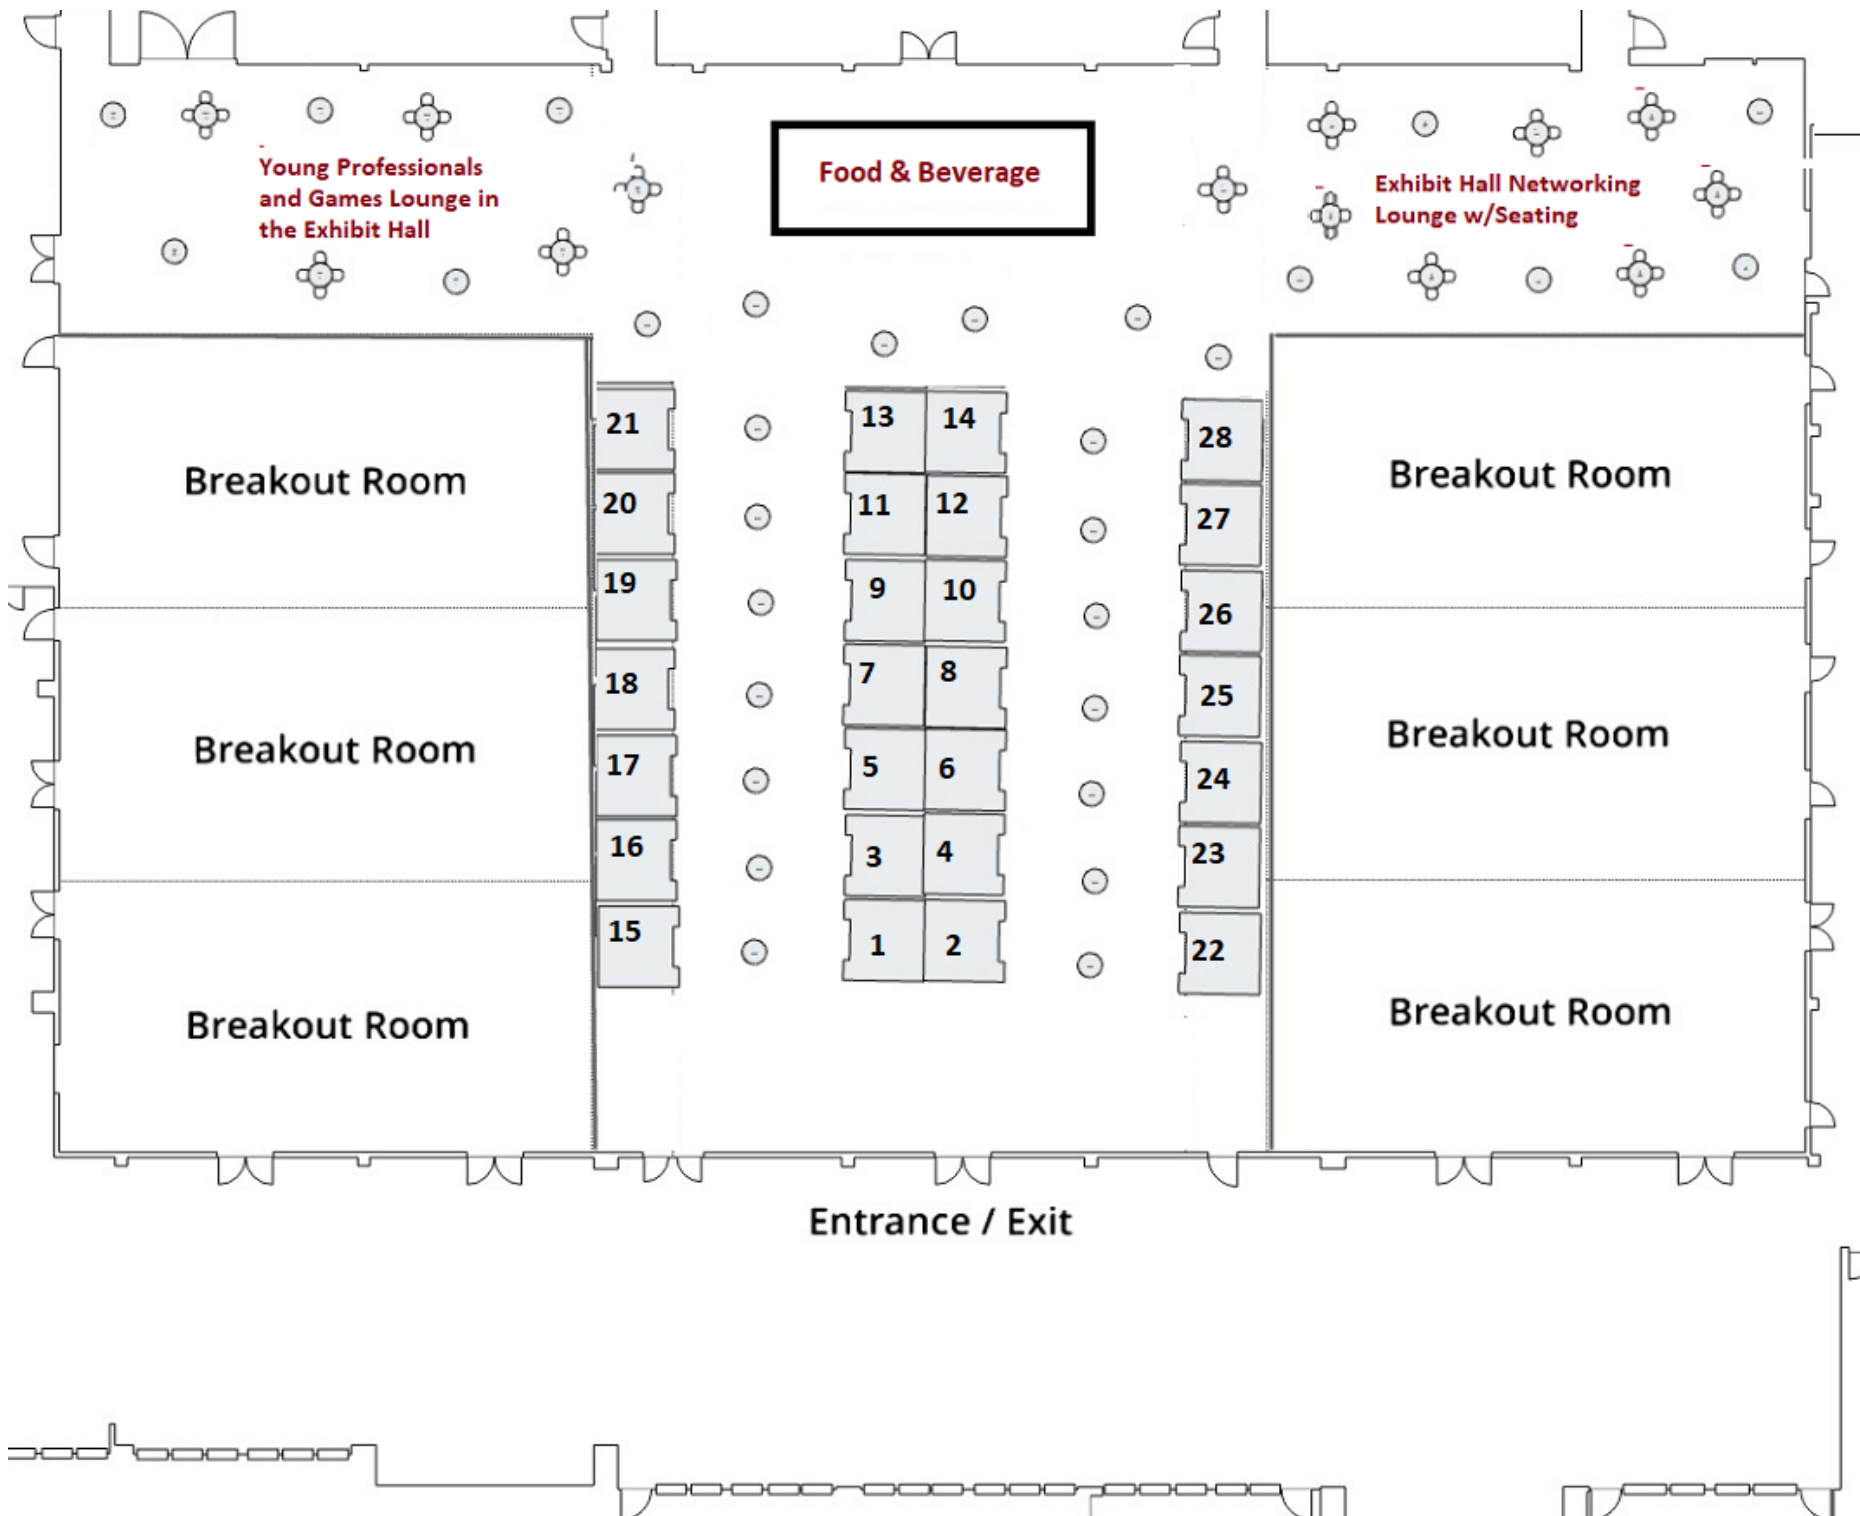 Food & Beverage
Young Professionals
and Games Lounge in
the Exhibit Hall
Exhibit Hall Networking
Lounge w/Seating
21
13
14
28
Breakout Room
Breakout Room
20
11
12
27
19
9
10
26
18
7
8
25
Breakout Room
Breakout Room
17
5
6
24
16
3
4
23
15
1
2
22
Breakout Room
Breakout Room
Entrance / Exit